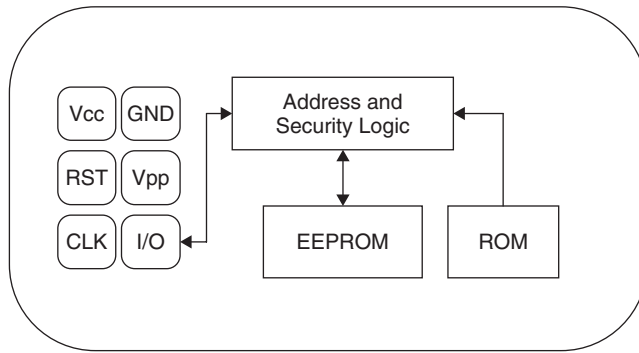 Vcc GND
Address and
Security Logic
RST Vpp
CLK I/O
EEPROM
ROM